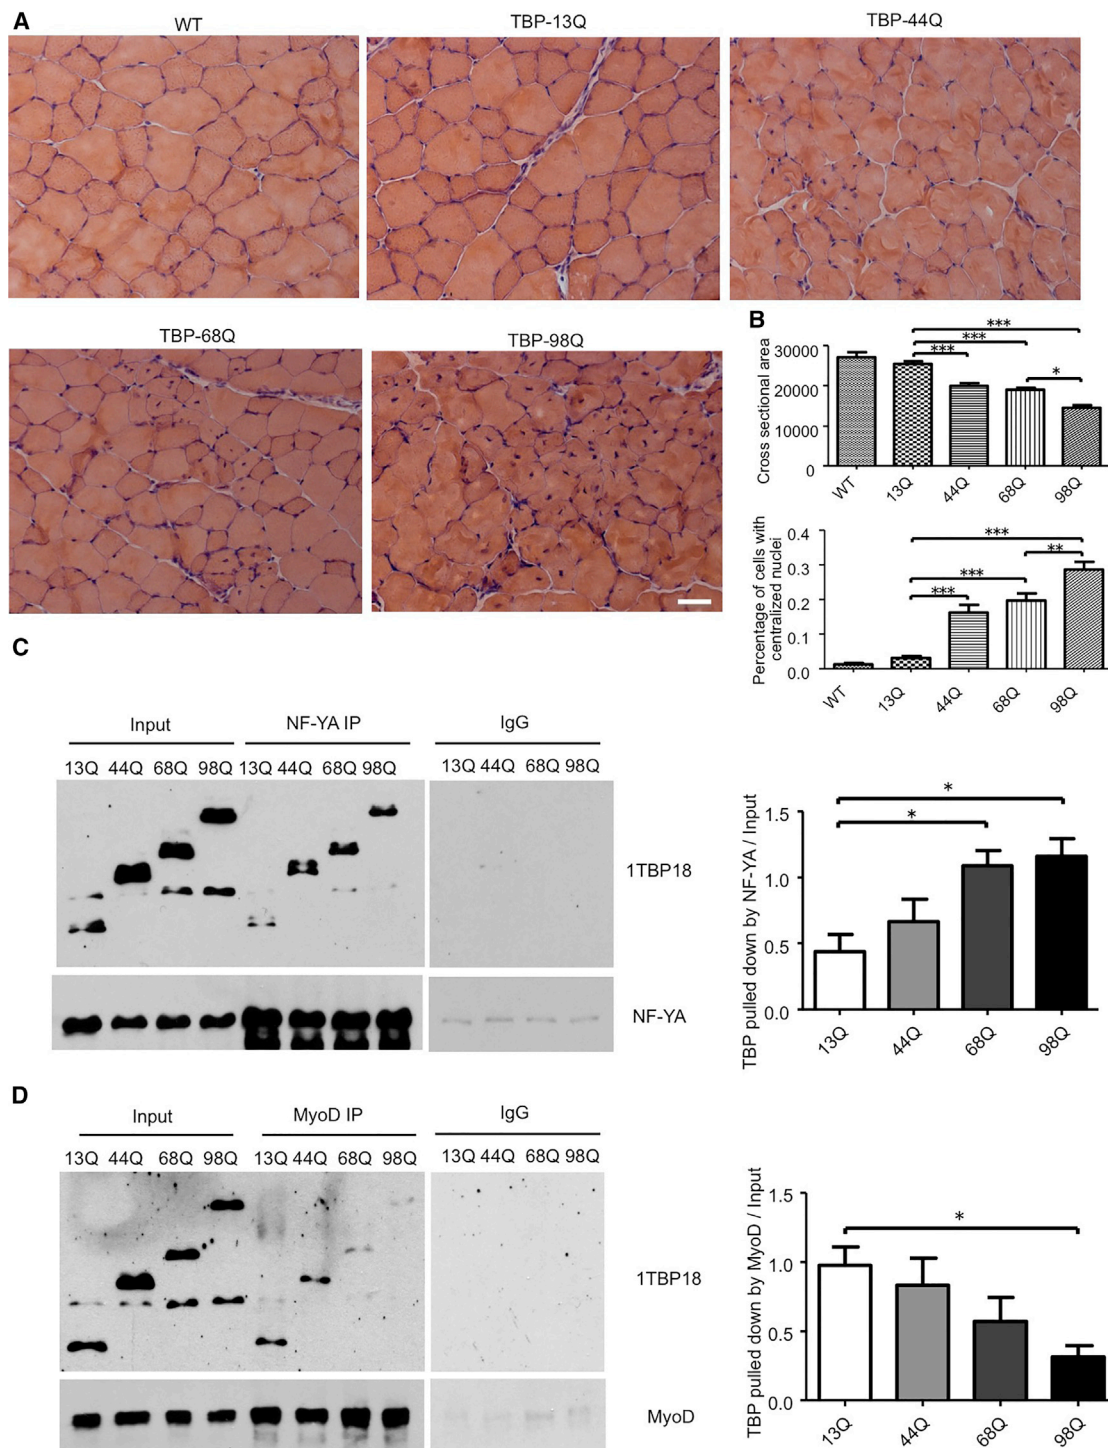 A
WT
TBP-13Q
TBP-44Q
TBP-68Q
TBP-98Q
B
Cross sectional area
30000
20000
10000
0
***
***
***
*
WT
13Q
44Q
68Q
98Q
Percentage of cells with
centralized nuclei
0.4
0.3
0.2
0.1
0.0
***
**
***
***
WT
13Q
44Q
68Q
98Q
C
Input
NF-YA IP
IgG
13Q 44Q 68Q 98Q 13Q 44Q 68Q 98Q 13Q 44Q 68Q 98Q
1TBP18
NF-YA
TBP pulled down by NF-YA / Input
1.5
1.0
0.5
0.0
*
*
13Q
44Q
68Q
98Q
D
Input
MyoD IP
IgG
13Q 44Q 68Q 98Q 13Q 44Q 68Q 98Q 13Q 44Q 68Q 98Q
1TBP18
MyoD
TBP pulled down by MyoD / Input
1.5
1.0
0.5
0.0
*
13Q
44Q
68Q
98Q